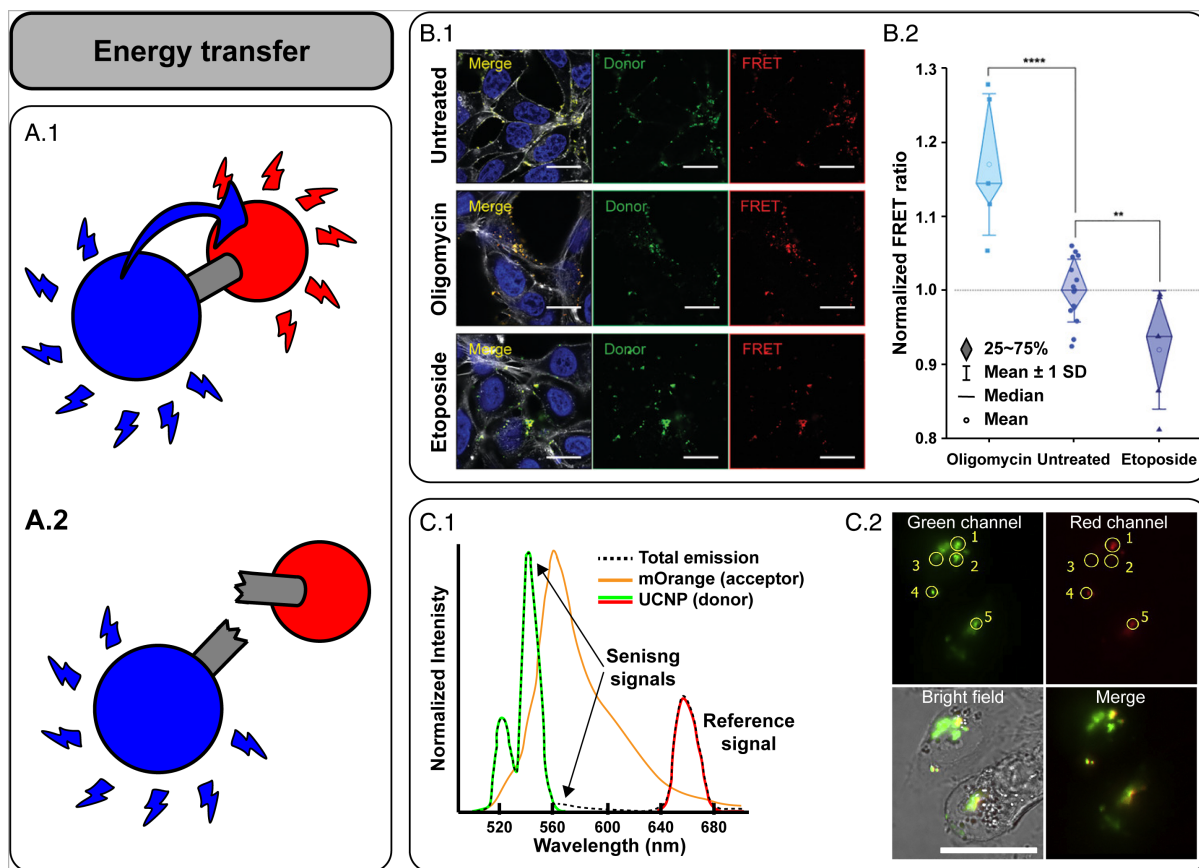 Energy transfer
A.1
A.2
B.1
Merge
Donor
FRET
Untreated
Merge
Donor
FRET
Oligomycin
Merge
Donor
FRET
Etoposide
B.2
Normalized FRET ratio
1.3
1.2
1.1
1.0
0.9
0.8
****
**
25~75%
Mean ± 1 SD
Median
Mean
Oligomycin Untreated Etoposide
C.1
Total emission
mOrange (acceptor)
UCNP (donor)
Senisng
signals
Reference
signal
Normalized Intenisty
520 560 600 640 680
Wavelength (nm)
C.2
Green channel
1
2
3
4
5
Red channel
1
2
3
4
5
Bright field
Merge